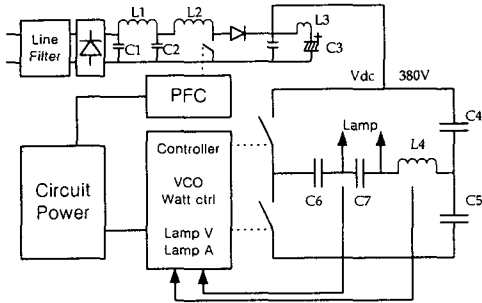 L1 L2 L3
Line
Filter
C1 C2 + C3
PFC
Vdc 380V
Lamp L4 C4
Controller
Circuit
Power
VCO
Watt ctrl
C6 C7 C5
Lamp V
Lamp A